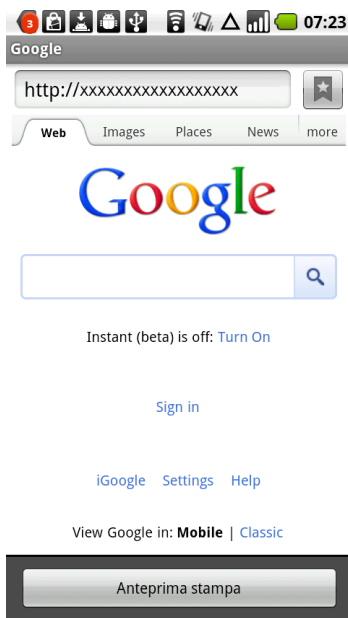 3 07:23
Google
http://xxxxxxxxxxxxxxxxxx
Web Images Places News more
Google
Instant (beta) is off: Turn On
Sign in
iGoogle Settings Help
View Google in: Mobile | Classic
Anteprima stampa